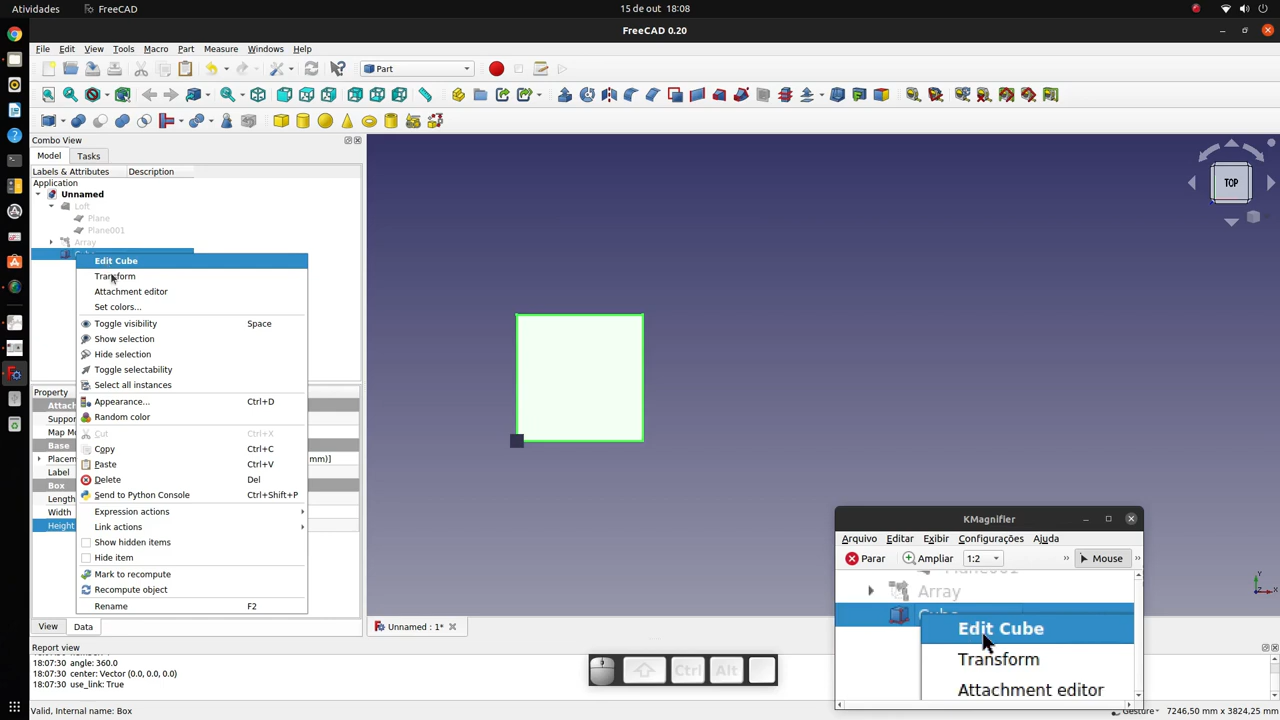 Atividades FreeCAD 15 de out 18:08
FreeCAD 0.20
File Edit View Tools Macro Part Measure Windows Help
Part
Combo View
Model Tasks
Labels & Attributes Description
Application
Unnamed
Loft
Plane
Plane001
Array
Edit Cube
Transform
Attachment editor
Set colors...
Toggle visibility Space
Show selection
Hide selection
Toggle selectability
Select all instances
Appearance... Ctrl+D
Random color
Cut Ctrl+X
Copy Ctrl+C
Paste Ctrl+V
Delete Del
Send to Python Console Ctrl+Shift+P
Expression actions
Link actions
Show hidden items
Hide item
Mark to recompute
Recompute object
Rename F2
Property
Base
mm)]
Label
Box
Length
Width
Height
View Data
Unnamed : 1*
TOP
Report view
18:07:30 angle: 360.0
18:07:30 center: Vector (0.0, 0.0, 0.0)
18:07:30 use_link: True
Valid, Internal name: Box
Ctrl Alt
KMagnifier
Arquivo Editar Exibir Configurações Ajuda
Parar Ampliar 1:2 » Mouse »
Plane001
Array
Cube
Edit Cube
Transform
Attachment editor
Gesture 7246,50 mm x 3824,25 mm
Y
X